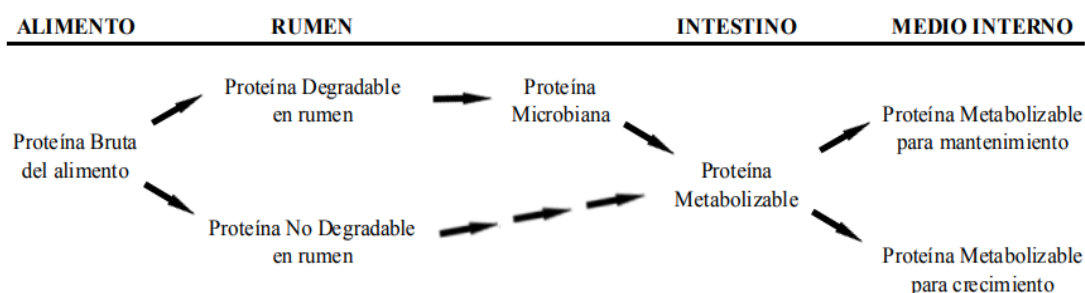 ALIMENTO RUMEN INTESTINO MEDIO INTERNO
Proteína Bruta
del alimento
Proteína Degradable
en rumen
Proteína No Degradable
en rumen
Proteína
Microbiana
Proteína
Metabolizable
Proteína Metabolizable
para mantenimiento
Proteína Metabolizable
para crecimiento